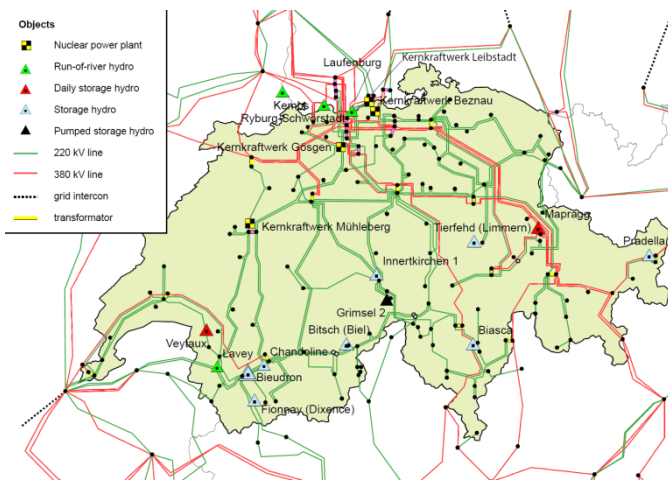 Objects
Nuclear power plant
Run-of-river hydro
Daily storage hydro
Storage hydro
Pumped storage hydro
220 kV line
380 kV line
grid intercon
transformator
Kernkraftwerk Leibstadt
Laufenburg
Kembs
Kernkraftwerk Beznau
Ryburg-Schwörstadt
Kernkraftwerk Gösgen
Mapragg
Kernkraftwerk Mühleberg
Tierfehd (Limmern)
Pradella
Innertkirchen 1
Grimsel 2
Bitsch (Biel)
Biasca
Veytaux
Lavey
Chandoline
Bieudron
Fionnay (Dixence)